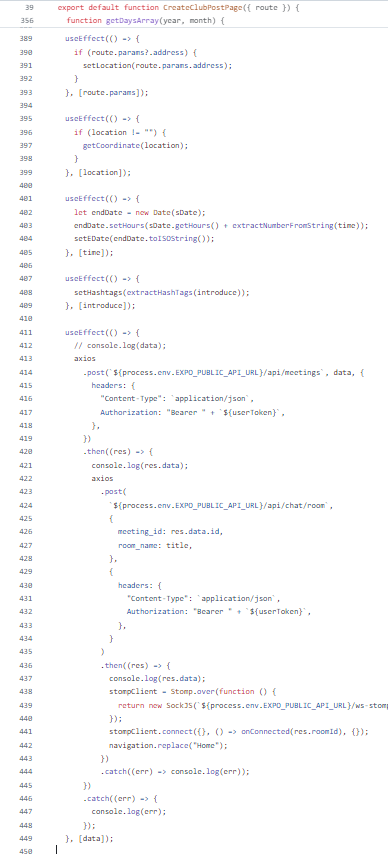 39 export default function CreateClubPostPage({ route }) {
356 function getDaysArray(year, month) {
389 useEffect(() => {
390 if (route.params?.address) {
391 setLocation(route.params.address);
392 }
393 }, [route.params]);
394
395 useEffect(() => {
396 if (location != "") {
397 getCoordinate(location);
398 }
399 }, [location]);
400
401 useEffect(() => {
402 let endDate = new Date(sDate);
403 endDate.setHours(sDate.getHours() + extractNumberFromString(time));
404 setEDate(endDate.toISOString());
405 }, [time]);
406
407 useEffect(() => {
408 setHashtags(extractHashTags(introduce));
409 }, [introduce]);
410
411 useEffect(() => {
412 // console.log(data);
413 axios
414 .post(`${process.env.EXPO_PUBLIC_API_URL}/api/meetings`, data, {
415 headers: {
416 "Content-Type": `application/json`,
417 Authorization: "Bearer " + `${userToken}`,
418 },
419 })
420 .then((res) => {
421 console.log(res.data);
422 axios
423 .post(
424 `${process.env.EXPO_PUBLIC_API_URL}/api/chat/room`,
425 {
426 meeting_id: res.data.id,
427 room_name: title,
428 },
429 {
430 headers: {
431 "Content-Type": `application/json`,
432 Authorization: "Bearer " + `${userToken}`,
433 },
434 }
435 )
436 .then((res) => {
437 console.log(res.data);
438 stompClient = Stomp.over(function () {
439 return new SockJS(`${process.env.EXPO_PUBLIC_API_URL}/ws-stomp
440 });
441 stompClient.connect({}, () => onConnected(res.roomId), {});
442 navigation.replace("Home");
443 })
444 .catch((err) => console.log(err));
445 })
446 .catch((err) => {
447 console.log(err);
448 });
449 }, [data]);
450